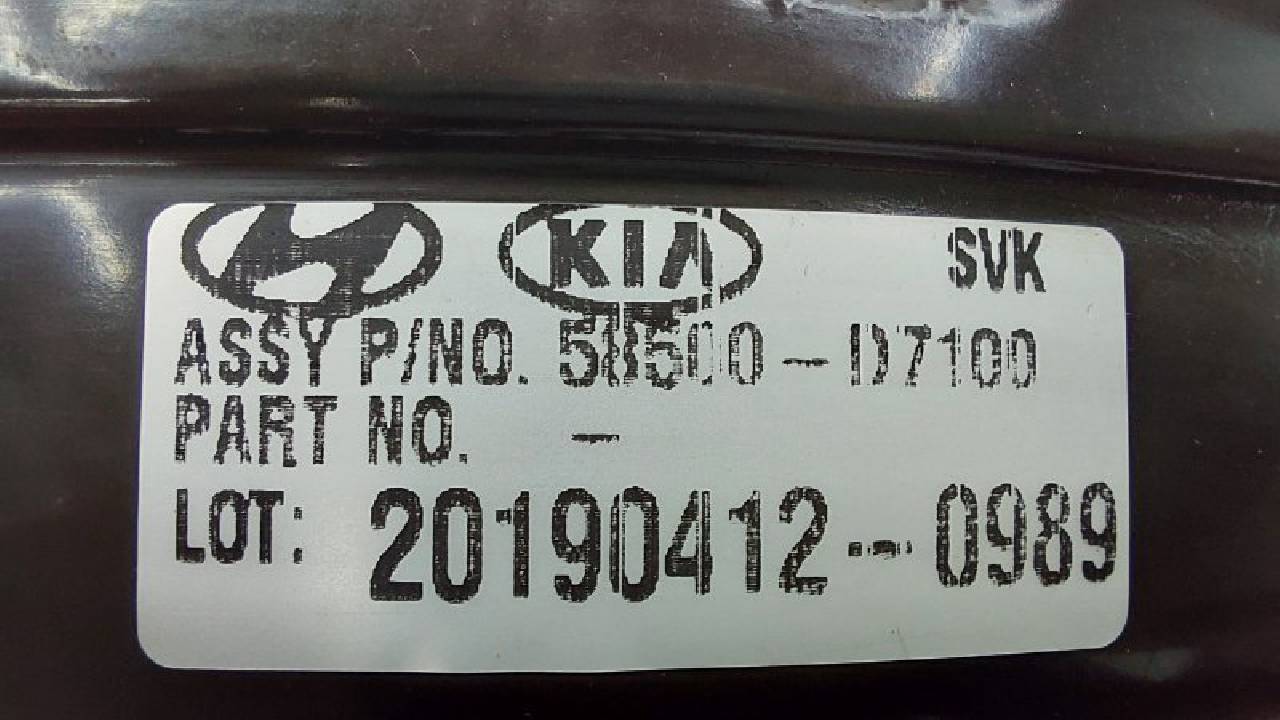 KIA SVK
ASSY P/NO. 58500-D7100
PART NO. -
LOT: 20190412-0989